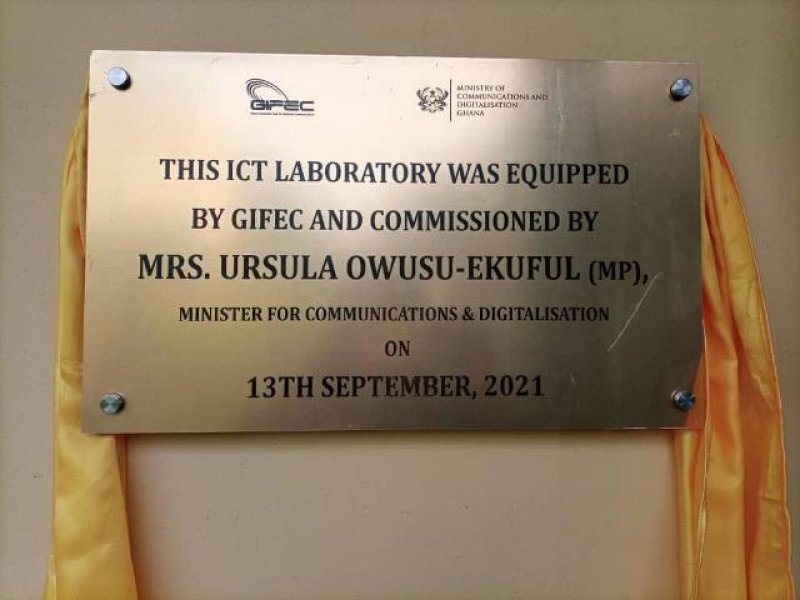 GIFEC
MINISTRY OF
COMMUNICATIONS AND
DIGITALISATION
GHANA
THIS ICT LABORATORY WAS EQUIPPED
BY GIFEC AND COMMISSIONED BY
MRS. URSULA OWUSU-EKUFUL (MP),
MINISTER FOR COMMUNICATIONS & DIGITALISATION
ON
13TH SEPTEMBER, 2021